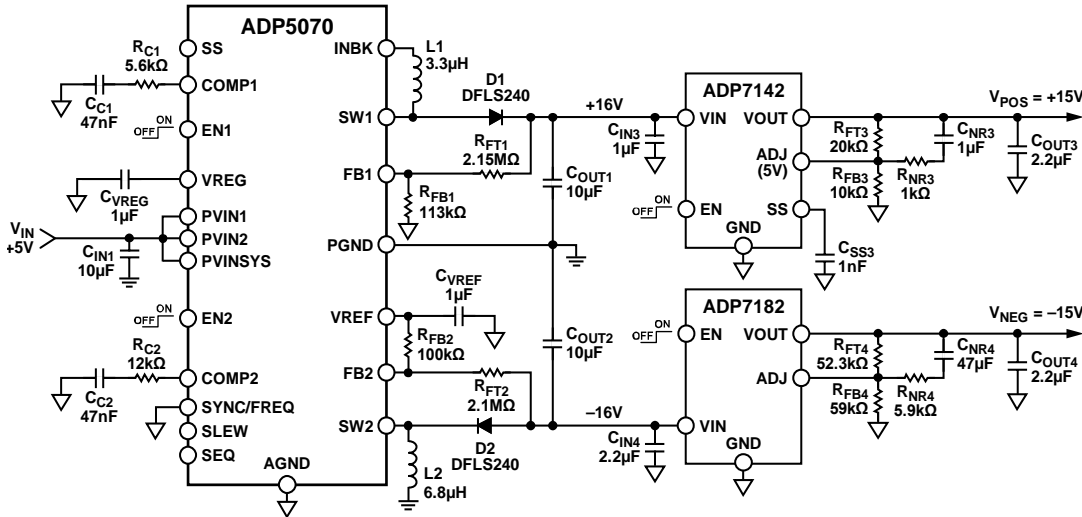 ADP5070
SS
RC1
5.6kΩ
COMP1
CC1
47nF
ON
OFF
EN1
VREG
CVREG
1µF
PVIN1
VIN
+5V
PVIN2
CIN1
10µF
PVINSYS
ON
OFF
EN2
RC2
12kΩ
COMP2
CC2
47nF
SYNC/FREQ
SLEW
SEQ
AGND
INBK
L1
3.3µH
SW1
D1
DFLS240
RFT1
2.15MΩ
FB1
RFB1
113kΩ
PGND
COUT1
10µF
VREF
CVREF
1µF
RFB2
100kΩ
FB2
RFT2
2.1MΩ
COUT2
10µF
SW2
D2
DFLS240
L2
6.8µH
+16V
CIN3
1µF
ADP7142
VIN
VOUT
ADJ
(5V)
ON
OFF
EN
SS
GND
RFT3
20kΩ
RFB3
10kΩ
RNR3
1kΩ
CNR3
1µF
VPOS = +15V
COUT3
2.2µF
CSS3
1nF
ADP7182
ON
OFF
EN
VOUT
ADJ
VIN
GND
–16V
CIN4
2.2µF
RFT4
52.3kΩ
RFB4
59kΩ
RNR4
5.9kΩ
CNR4
47µF
VNEG = –15V
COUT4
2.2µF